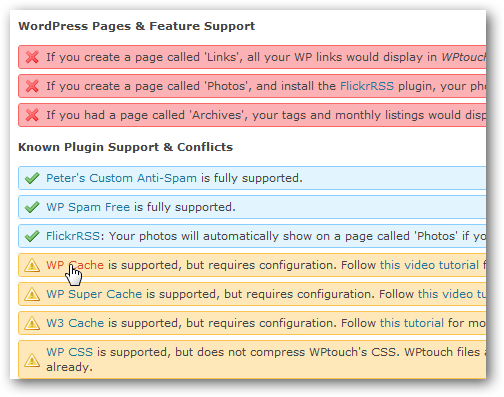 WordPress Pages & Feature Support
If you create a page called 'Links', all your WP links would display in WPtouch
If you create a page called 'Photos', and install the FlickrRSS plugin, your pho
If you had a page called 'Archives', your tags and monthly listings would disp
Known Plugin Support & Conflicts
Peter's Custom Anti-Spam is fully supported.
WP Spam Free is fully supported.
FlickrRSS: Your photos will automatically show on a page called 'Photos' if yo
WP Cache is supported, but requires configuration. Follow this video tutorial f
WP Super Cache is supported, but requires configuration. Follow this video tu
W3 Cache is supported, but requires configuration. Follow this tutorial for mo
WP CSS is supported, but does not compress WPtouch's CSS. WPtouch files a
already.